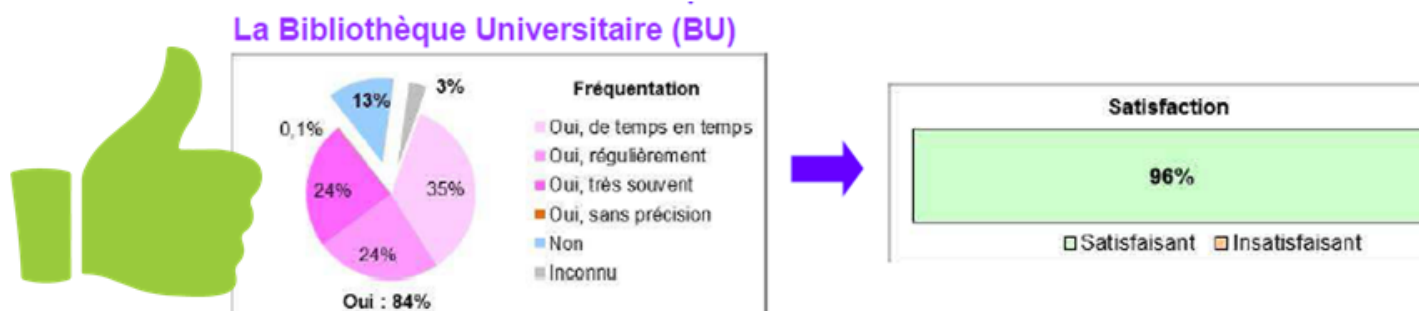 La Bibliothèque Universitaire (BU)
Fréquentation
13%
3%
0,1%
24%
35%
24%
Oui : 84%
Oui, de temps en temps
Oui, régulièrement
Oui, très souvent
Oui, sans précision
Non
Inconnu
Satisfaction
96%
Satisfaisant Insatisfaisant